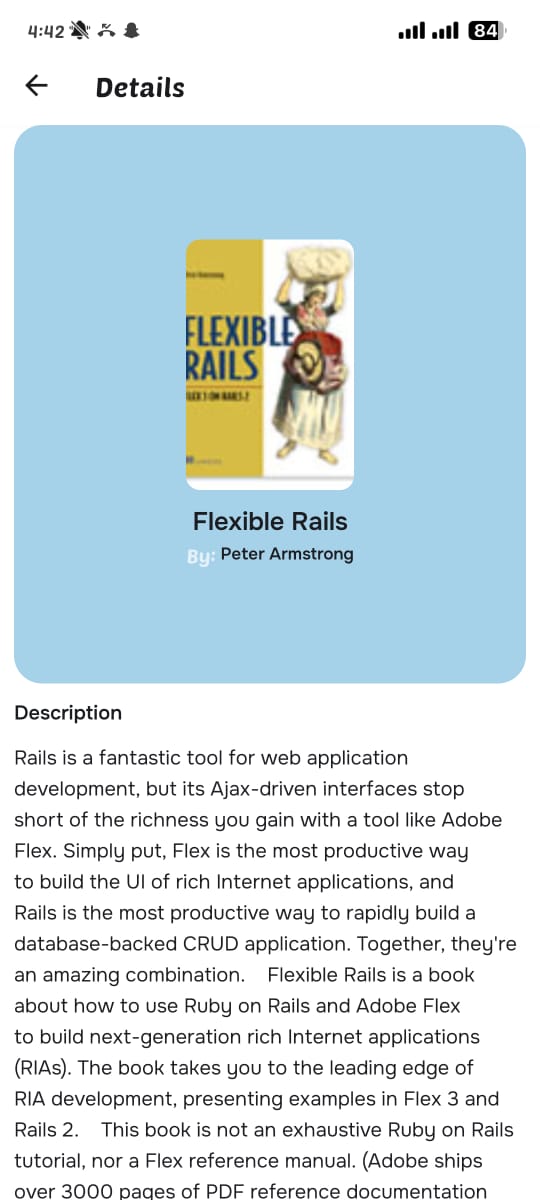 4:42
84
Details
FLEXIBLE
RAILS
FLEX 3 ON RAILS 2
Flexible Rails
By: Peter Armstrong
Description
Rails is a fantastic tool for web application
development, but its Ajax-driven interfaces stop
short of the richness you gain with a tool like Adobe
Flex. Simply put, Flex is the most productive way
to build the UI of rich Internet applications, and
Rails is the most productive way to rapidly build a
database-backed CRUD application. Together, they're
an amazing combination.    Flexible Rails is a book
about how to use Ruby on Rails and Adobe Flex
to build next-generation rich Internet applications
(RIAs). The book takes you to the leading edge of
RIA development, presenting examples in Flex 3 and
Rails 2.    This book is not an exhaustive Ruby on Rails
tutorial, nor a Flex reference manual. (Adobe ships
over 3000 pages of PDF reference documentation